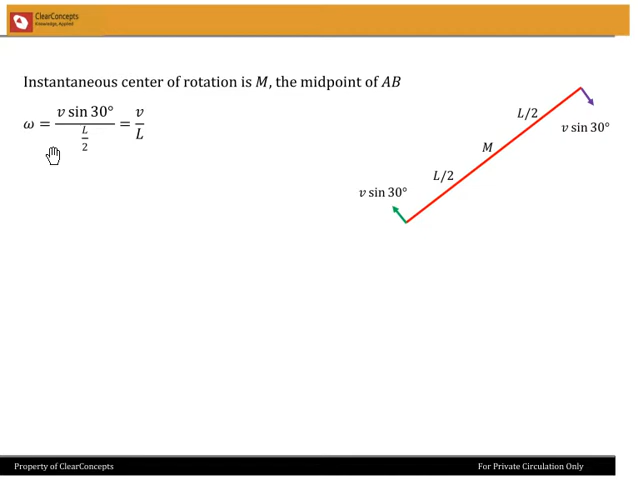 ClearConcepts
Knowledge, Applied
Instantaneous center of rotation is M, the midpoint of AB
ω = v sin 30° / (L/2) = v/L
L/2
v sin 30°
M
L/2
v sin 30°
Property of ClearConcepts
For Private Circulation Only